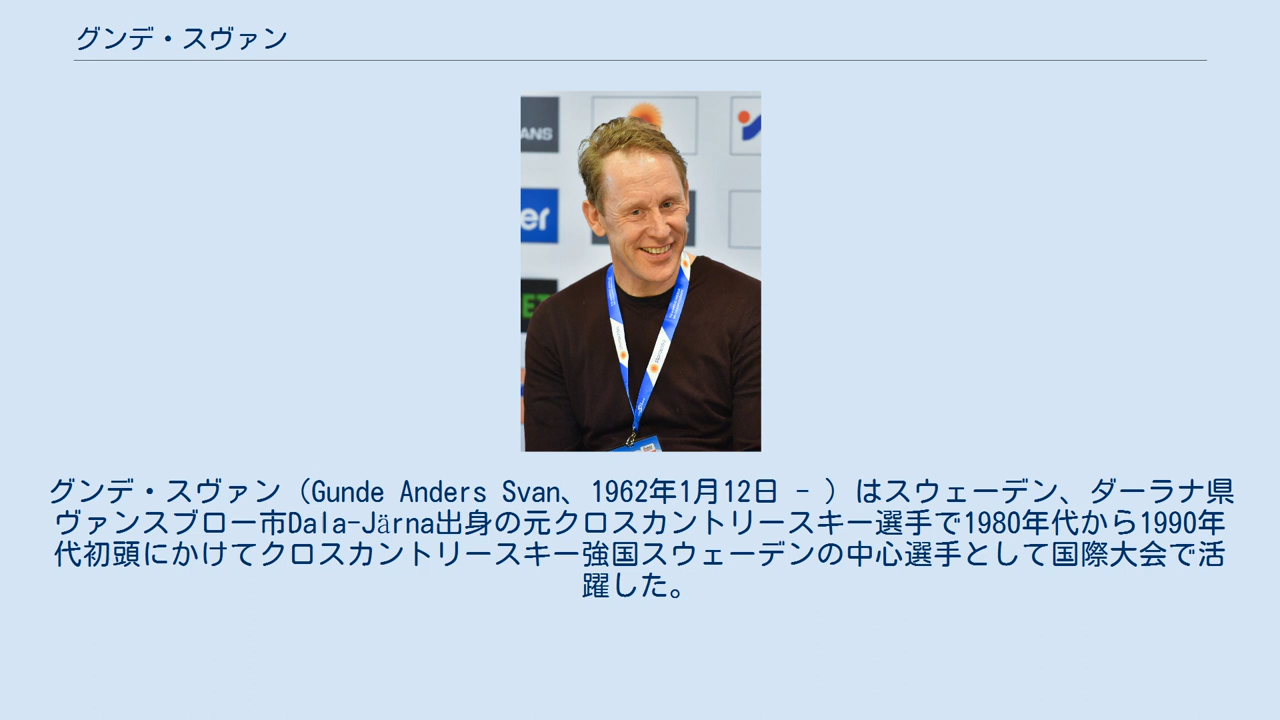 グンデ・スヴァン
ANS
er
ET
グンデ・スヴァン（Gunde Anders Svan、1962年1月12日 - ）はスウェーデン、ダーラナ県
ヴァンスブロー市Dala-Järna出身の元クロスカントリースキー選手で1980年代から1990年
代初頭にかけてクロスカントリースキー強国スウェーデンの中心選手として国際大会で活
躍した。